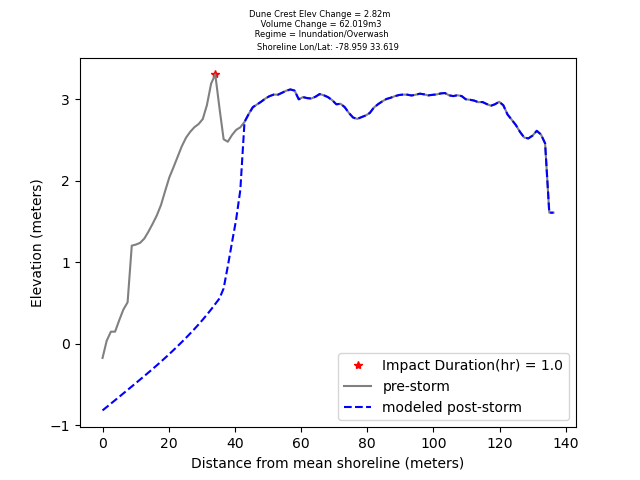 Dune Crest Elev Change = 2.82m
Volume Change = 62.019m3
Regime = Inundation/Overwash
Shoreline Lon/Lat: -78.959 33.619
3
2
1
0
−1
Elevation (meters)
Impact Duration(hr) = 1.0
pre-storm
modeled post-storm
0 20 40 60 80 100 120 140
Distance from mean shoreline (meters)